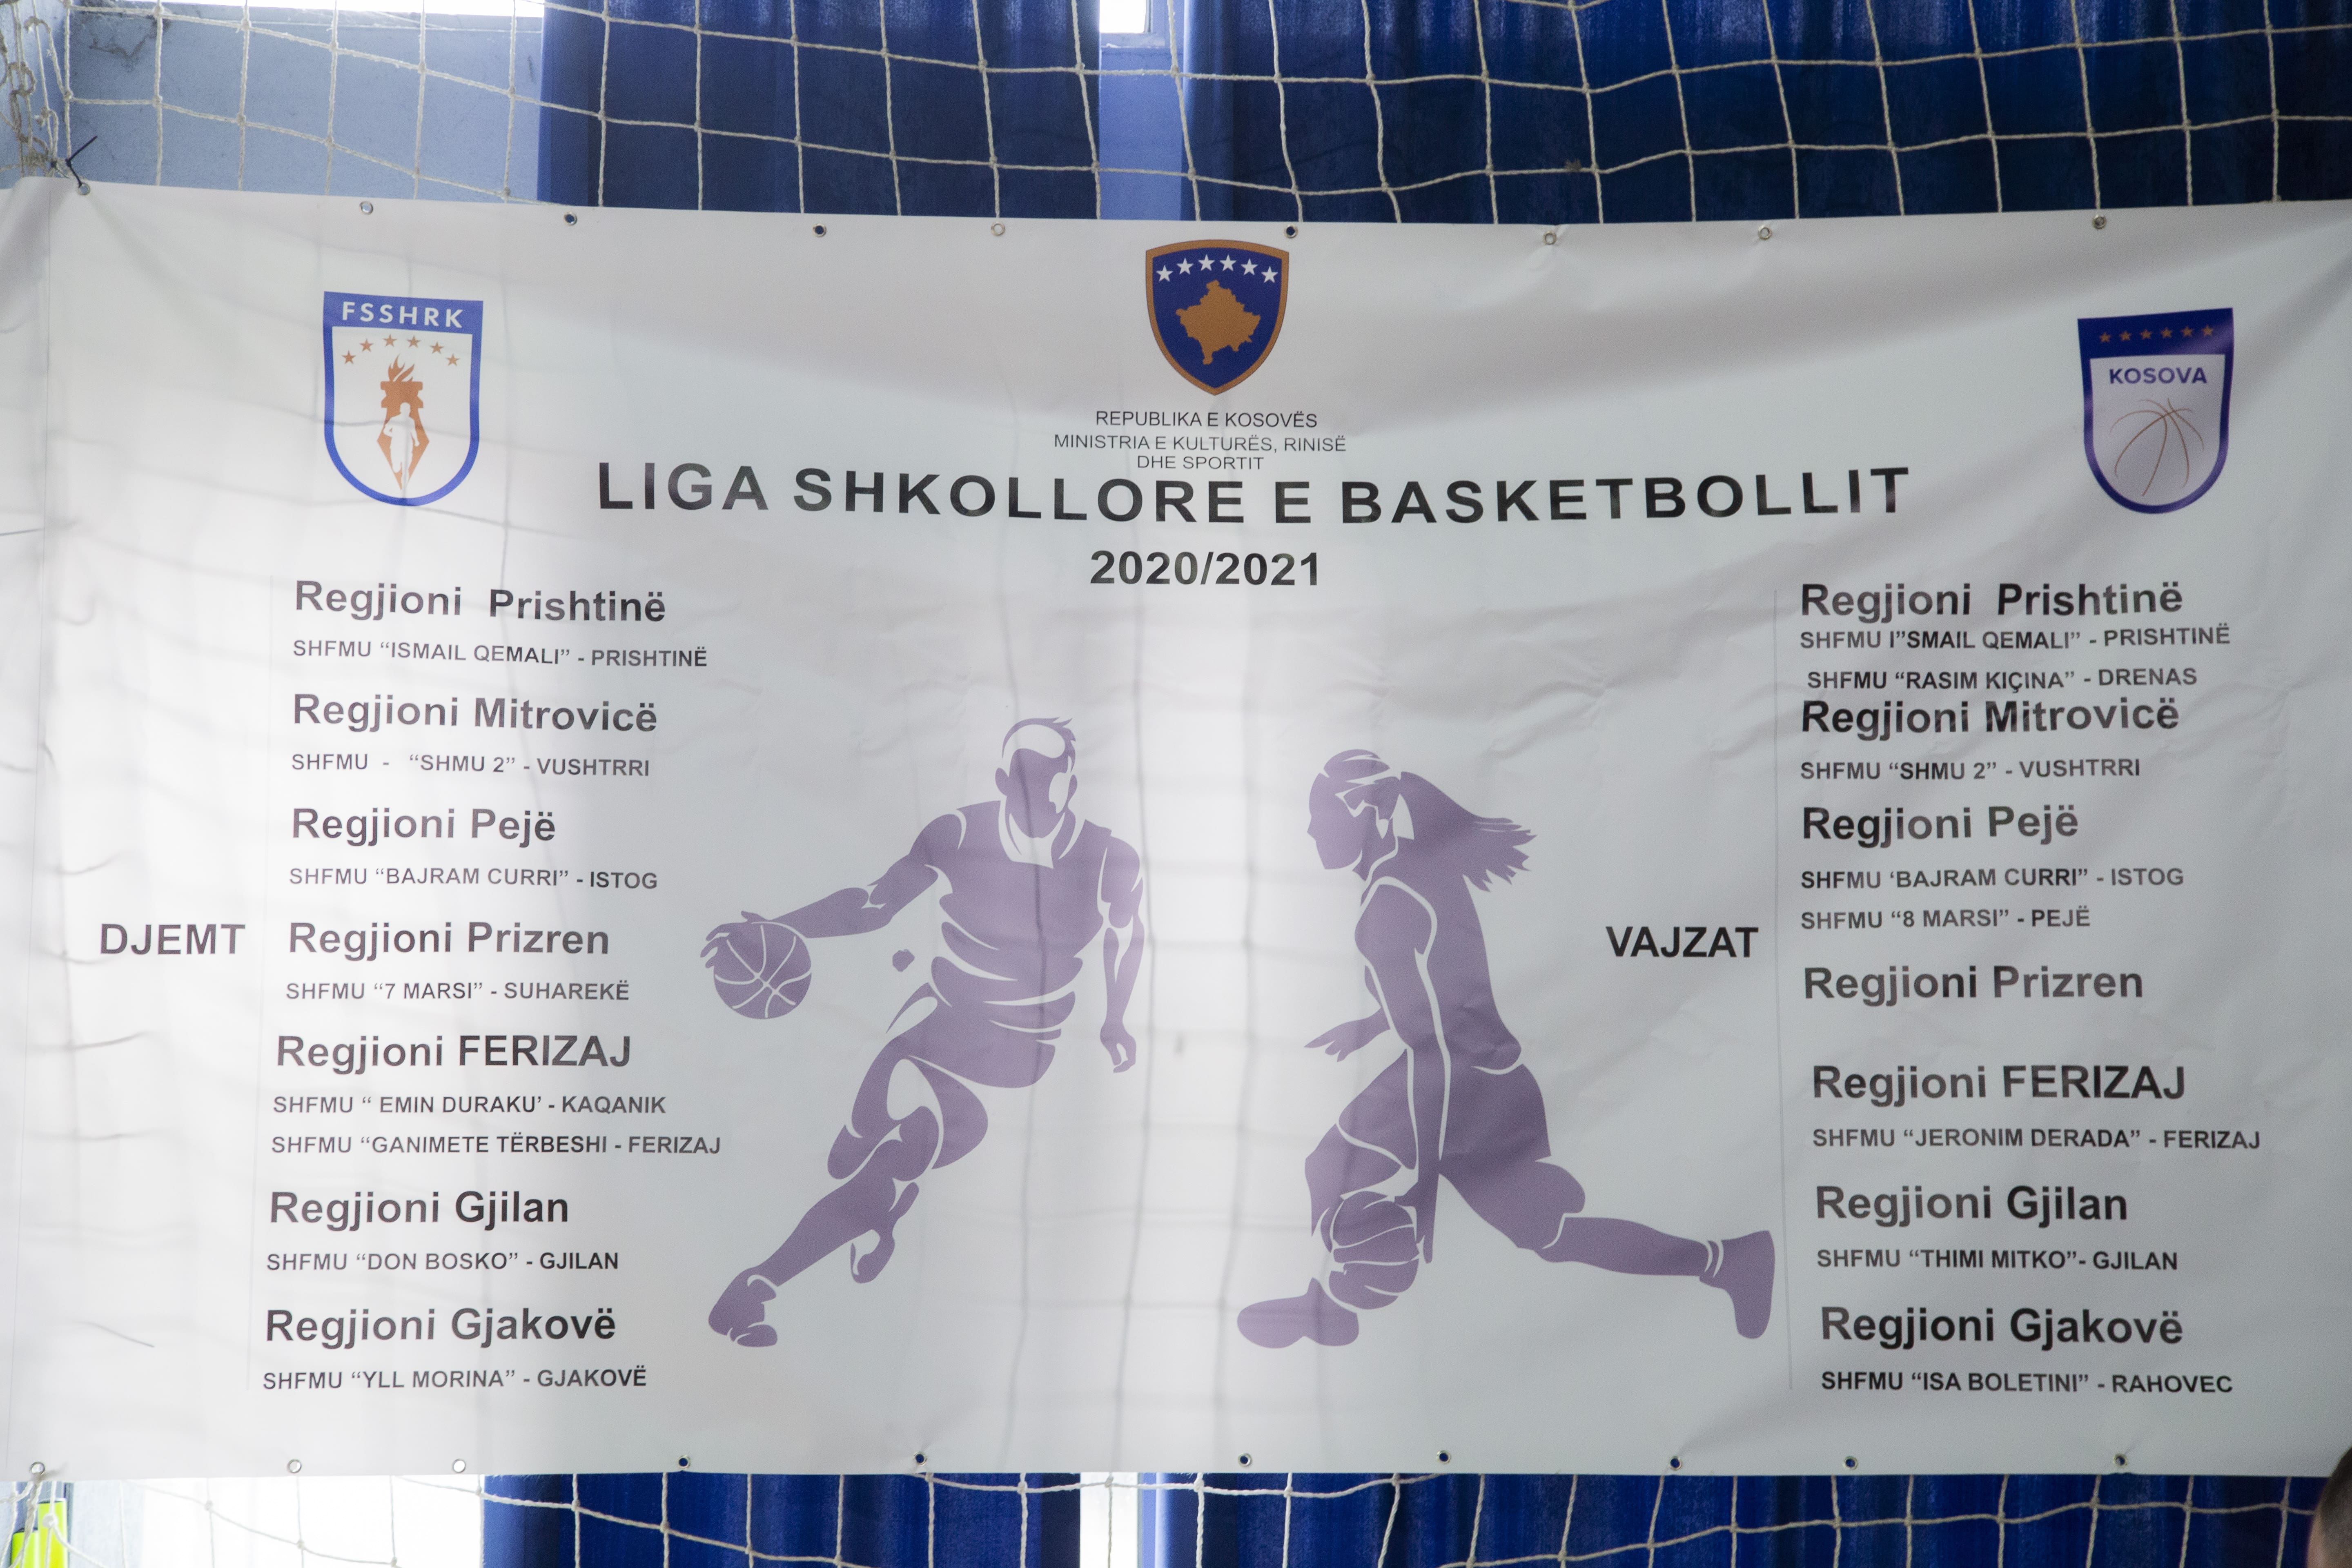 FSSHRK
KOSOVA
REPUBLIKA E KOSOVËS
MINISTRIA E KULTURËS, RINISË
DHE SPORTIT
LIGA SHKOLLORE E BASKETBOLLIT
2020/2021
DJEMT
Regjioni Prishtinë
SHFMU “ISMAIL QEMALI” - PRISHTINË
Regjioni Mitrovicë
SHFMU - “SHMU 2” - VUSHTRRI
Regjioni Pejë
SHFMU “BAJRAM CURRI” - ISTOG
Regjioni Prizren
SHFMU “7 MARSI” - SUHAREKË
Regjioni FERIZAJ
SHFMU “ EMIN DURAKU’ - KAQANIK
SHFMU “GANIMETE TËRBESHI - FERIZAJ
Regjioni Gjilan
SHFMU “DON BOSKO” - GJILAN
Regjioni Gjakovë
SHFMU “YLL MORINA” - GJAKOVË
VAJZAT
Regjioni Prishtinë
SHFMU I”SMAIL QEMALI” - PRISHTINË
SHFMU “RASIM KIÇINA” - DRENAS
Regjioni Mitrovicë
SHFMU “SHMU 2” - VUSHTRRI
Regjioni Pejë
SHFMU ‘BAJRAM CURRI” - ISTOG
SHFMU “8 MARSI” - PEJË
Regjioni Prizren
Regjioni FERIZAJ
SHFMU “JERONIM DERADA” - FERIZAJ
Regjioni Gjilan
SHFMU “THIMI MITKO”- GJILAN
Regjioni Gjakovë
SHFMU “ISA BOLETINI” - RAHOVEC